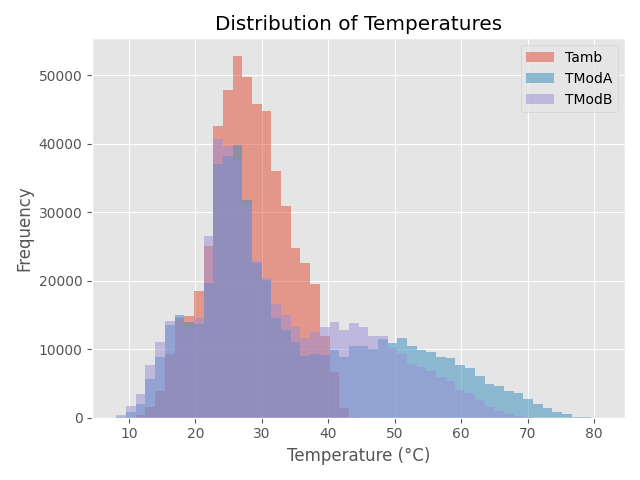 Distribution of Temperatures
Tamb
TModA
TModB
Frequency
50000
40000
30000
20000
10000
0
10 20 30 40 50 60 70 80
Temperature (°C)